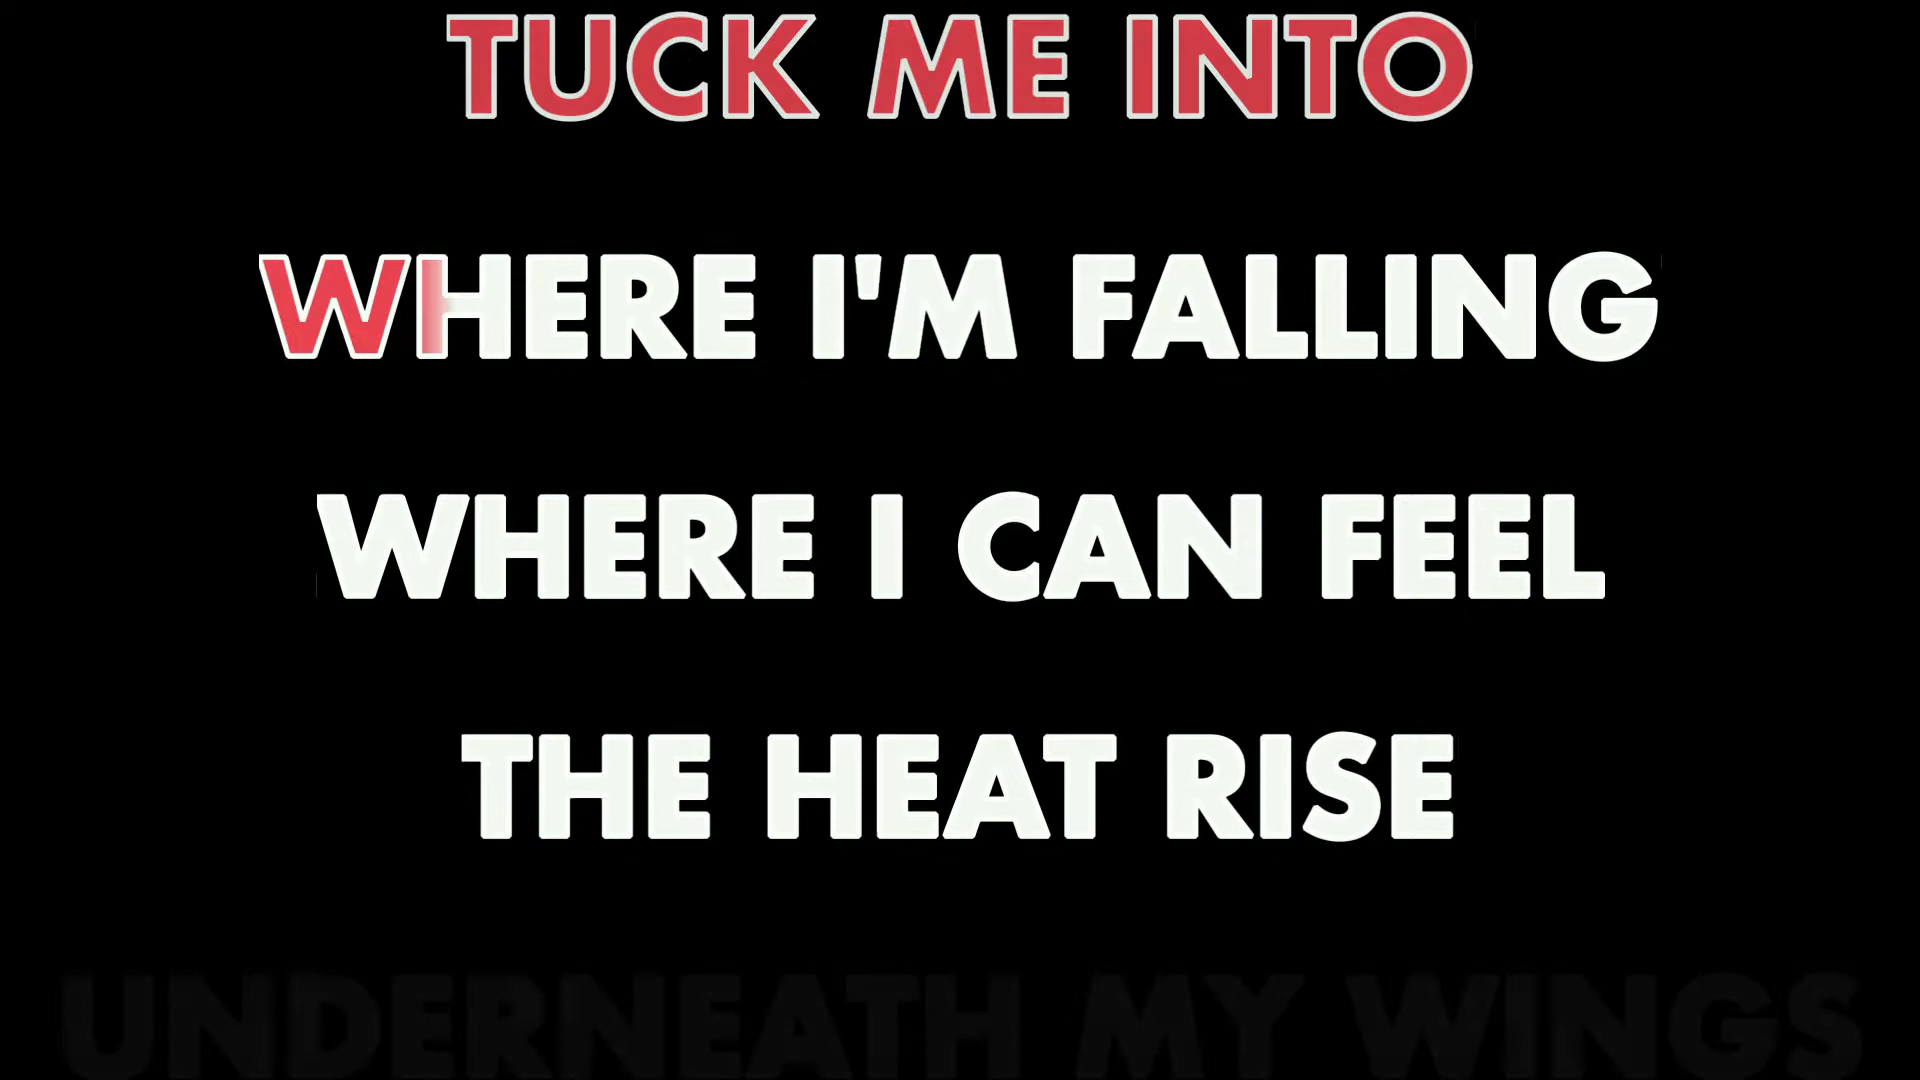 TUCK ME INTO
WHERE I'M FALLING
WHERE I CAN FEEL
THE HEAT RISE
UNDERNEATH MY WINGS